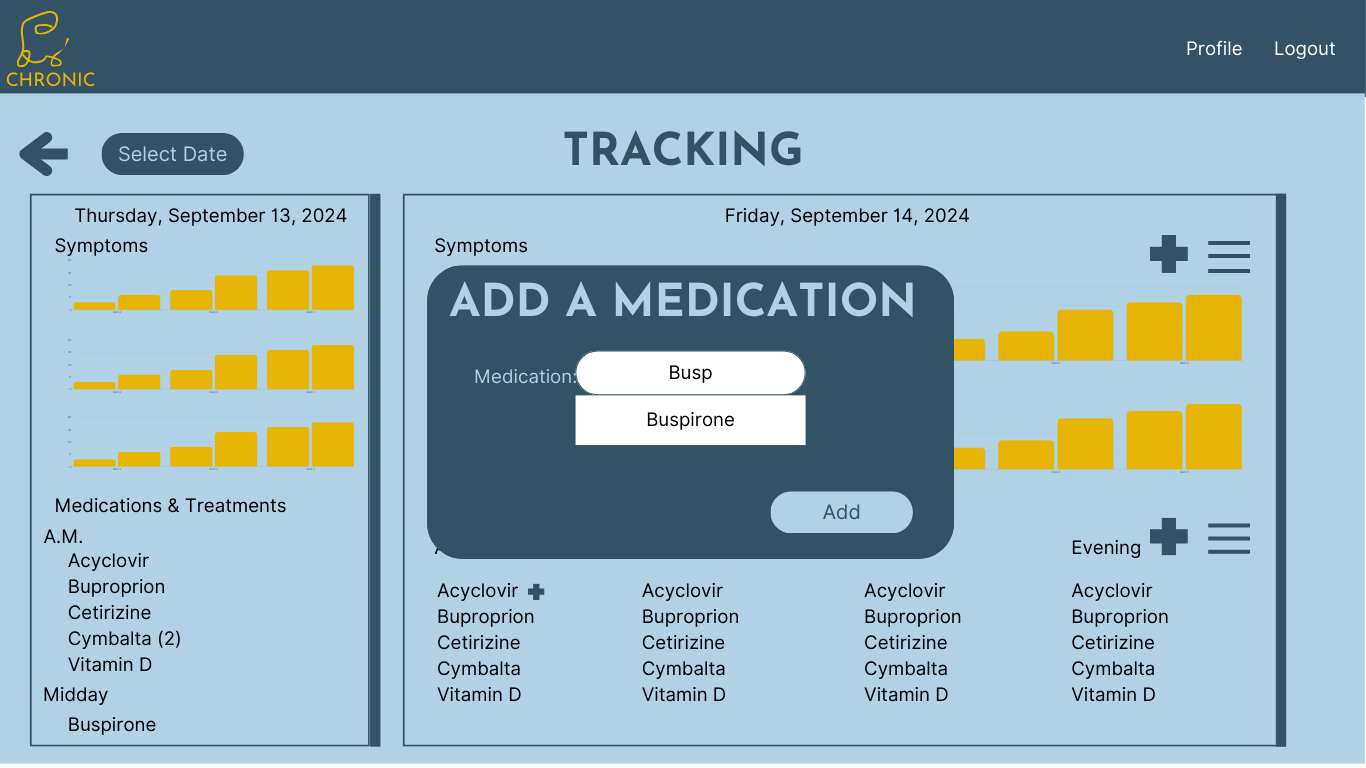 CHRONIC
Profile Logout
Select Date
TRACKING
Thursday, September 13, 2024
Symptoms
Medications & Treatments
A.M.
Acyclovir
Buproprion
Cetirizine
Cymbalta (2)
Vitamin D
Midday
Buspirone
Friday, September 14, 2024
Symptoms
ADD A MEDICATION
Medication: Busp
Buspirone
Add
Evening
Acyclovir Acyclovir Acyclovir Acyclovir
Buproprion Buproprion Buproprion Buproprion
Cetirizine Cetirizine Cetirizine Cetirizine
Cymbalta Cymbalta Cymbalta Cymbalta
Vitamin D Vitamin D Vitamin D Vitamin D